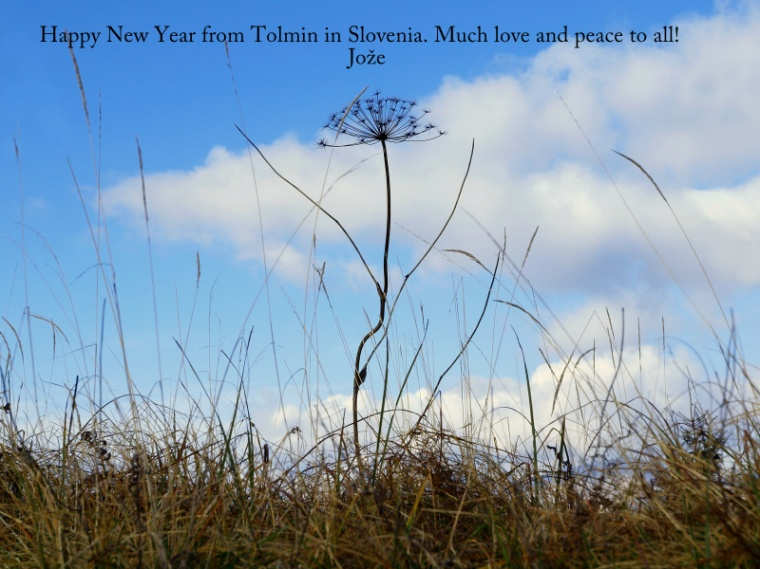 Happy New Year from Tolmin in Slovenia. Much love and peace to all!
Jože